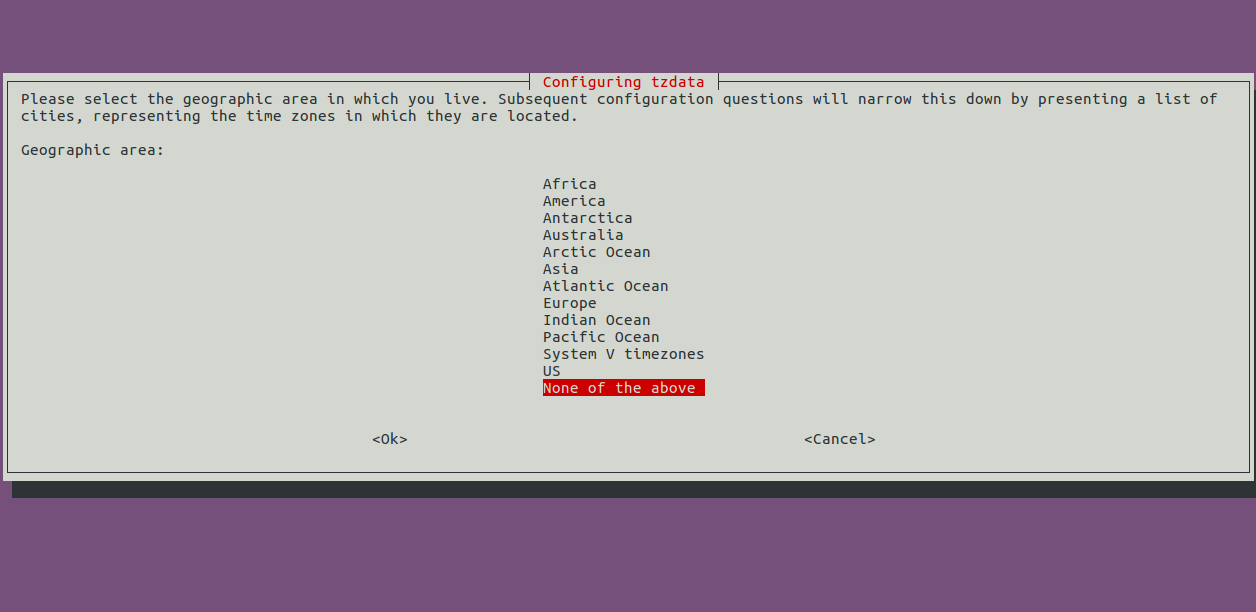 Configuring tzdata
Please select the geographic area in which you live. Subsequent configuration questions will narrow this down by presenting a list of
cities, representing the time zones in which they are located.
Geographic area:
Africa
America
Antarctica
Australia
Arctic Ocean
Asia
Atlantic Ocean
Europe
Indian Ocean
Pacific Ocean
System V timezones
US
None of the above
<Ok> <Cancel>